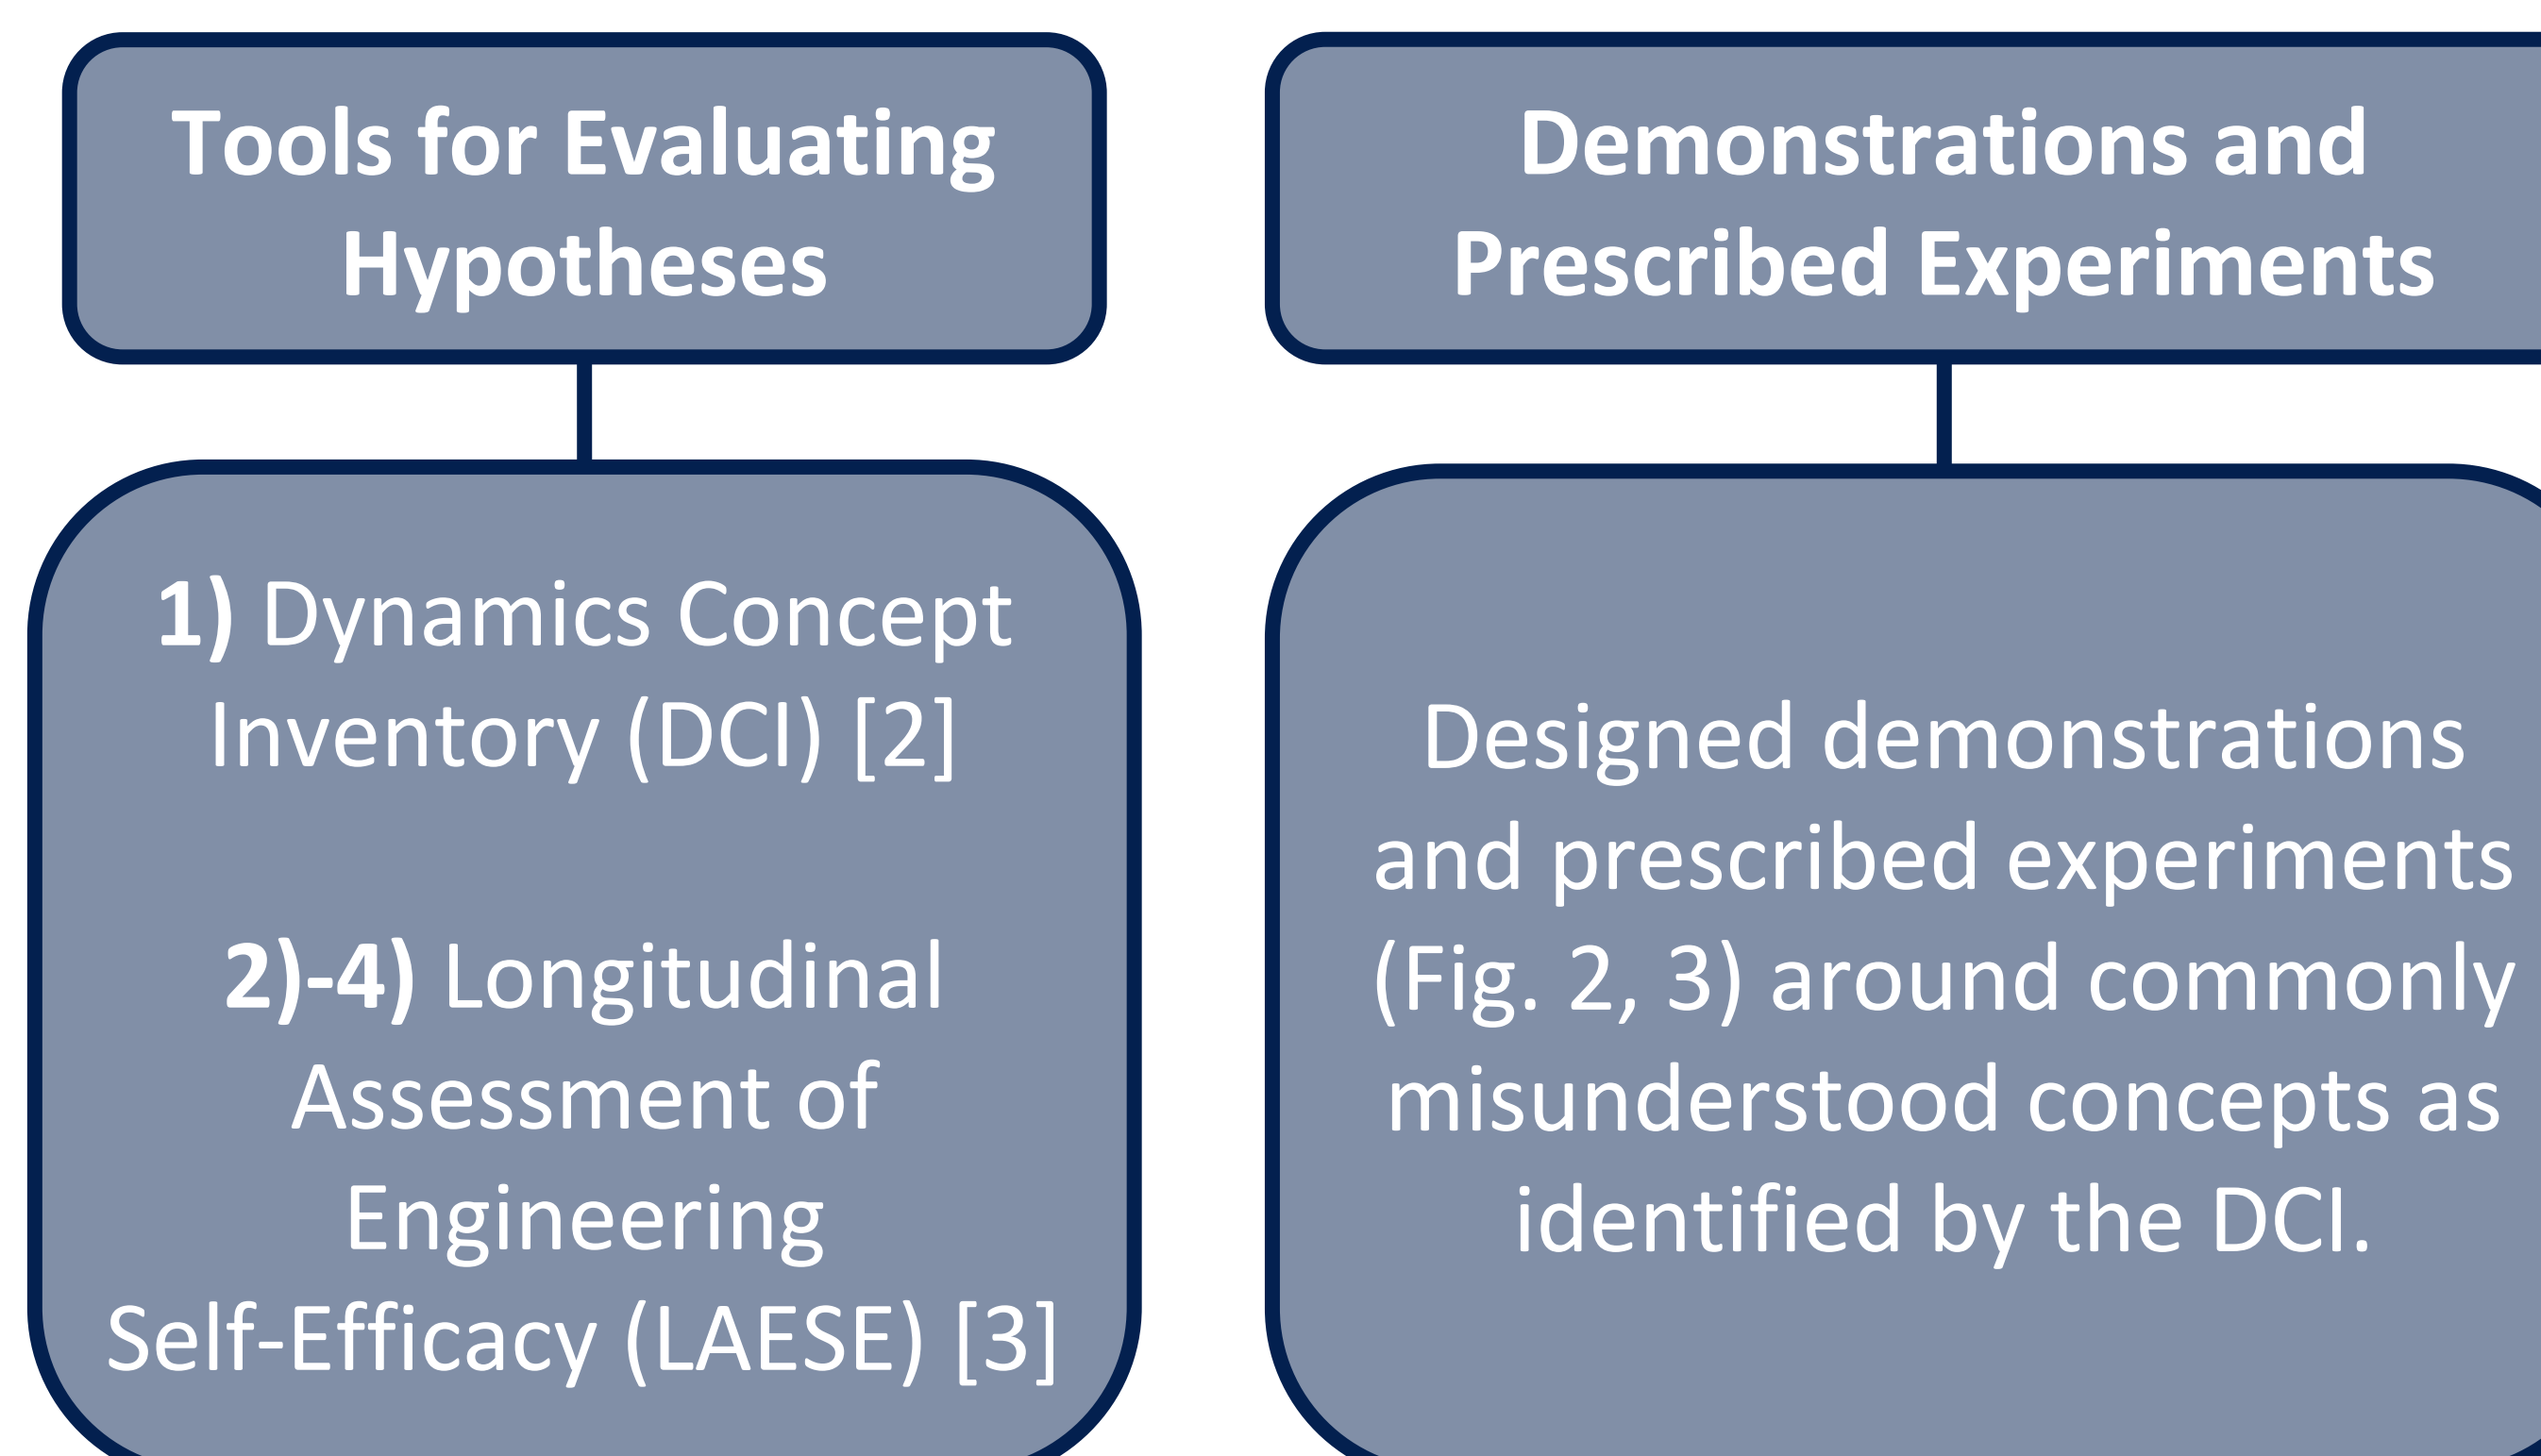 Tools for Evaluating
Hypotheses
1) Dynamics Concept
Inventory (DCI) [2]
2)-4) Longitudinal
Assessment of
Engineering
Self-Efficacy (LAESE) [3]
Demonstrations and
Prescribed Experiments
Designed demonstrations
and prescribed experiments
(Fig. 2, 3) around commonly
misunderstood concepts as
identified by the DCI.